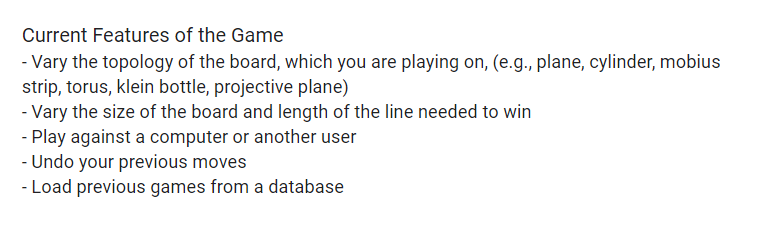 Current Features of the Game
- Vary the topology of the board, which you are playing on, (e.g., plane, cylinder, mobius
strip, torus, klein bottle, projective plane)
- Vary the size of the board and length of the line needed to win
- Play against a computer or another user
- Undo your previous moves
- Load previous games from a database